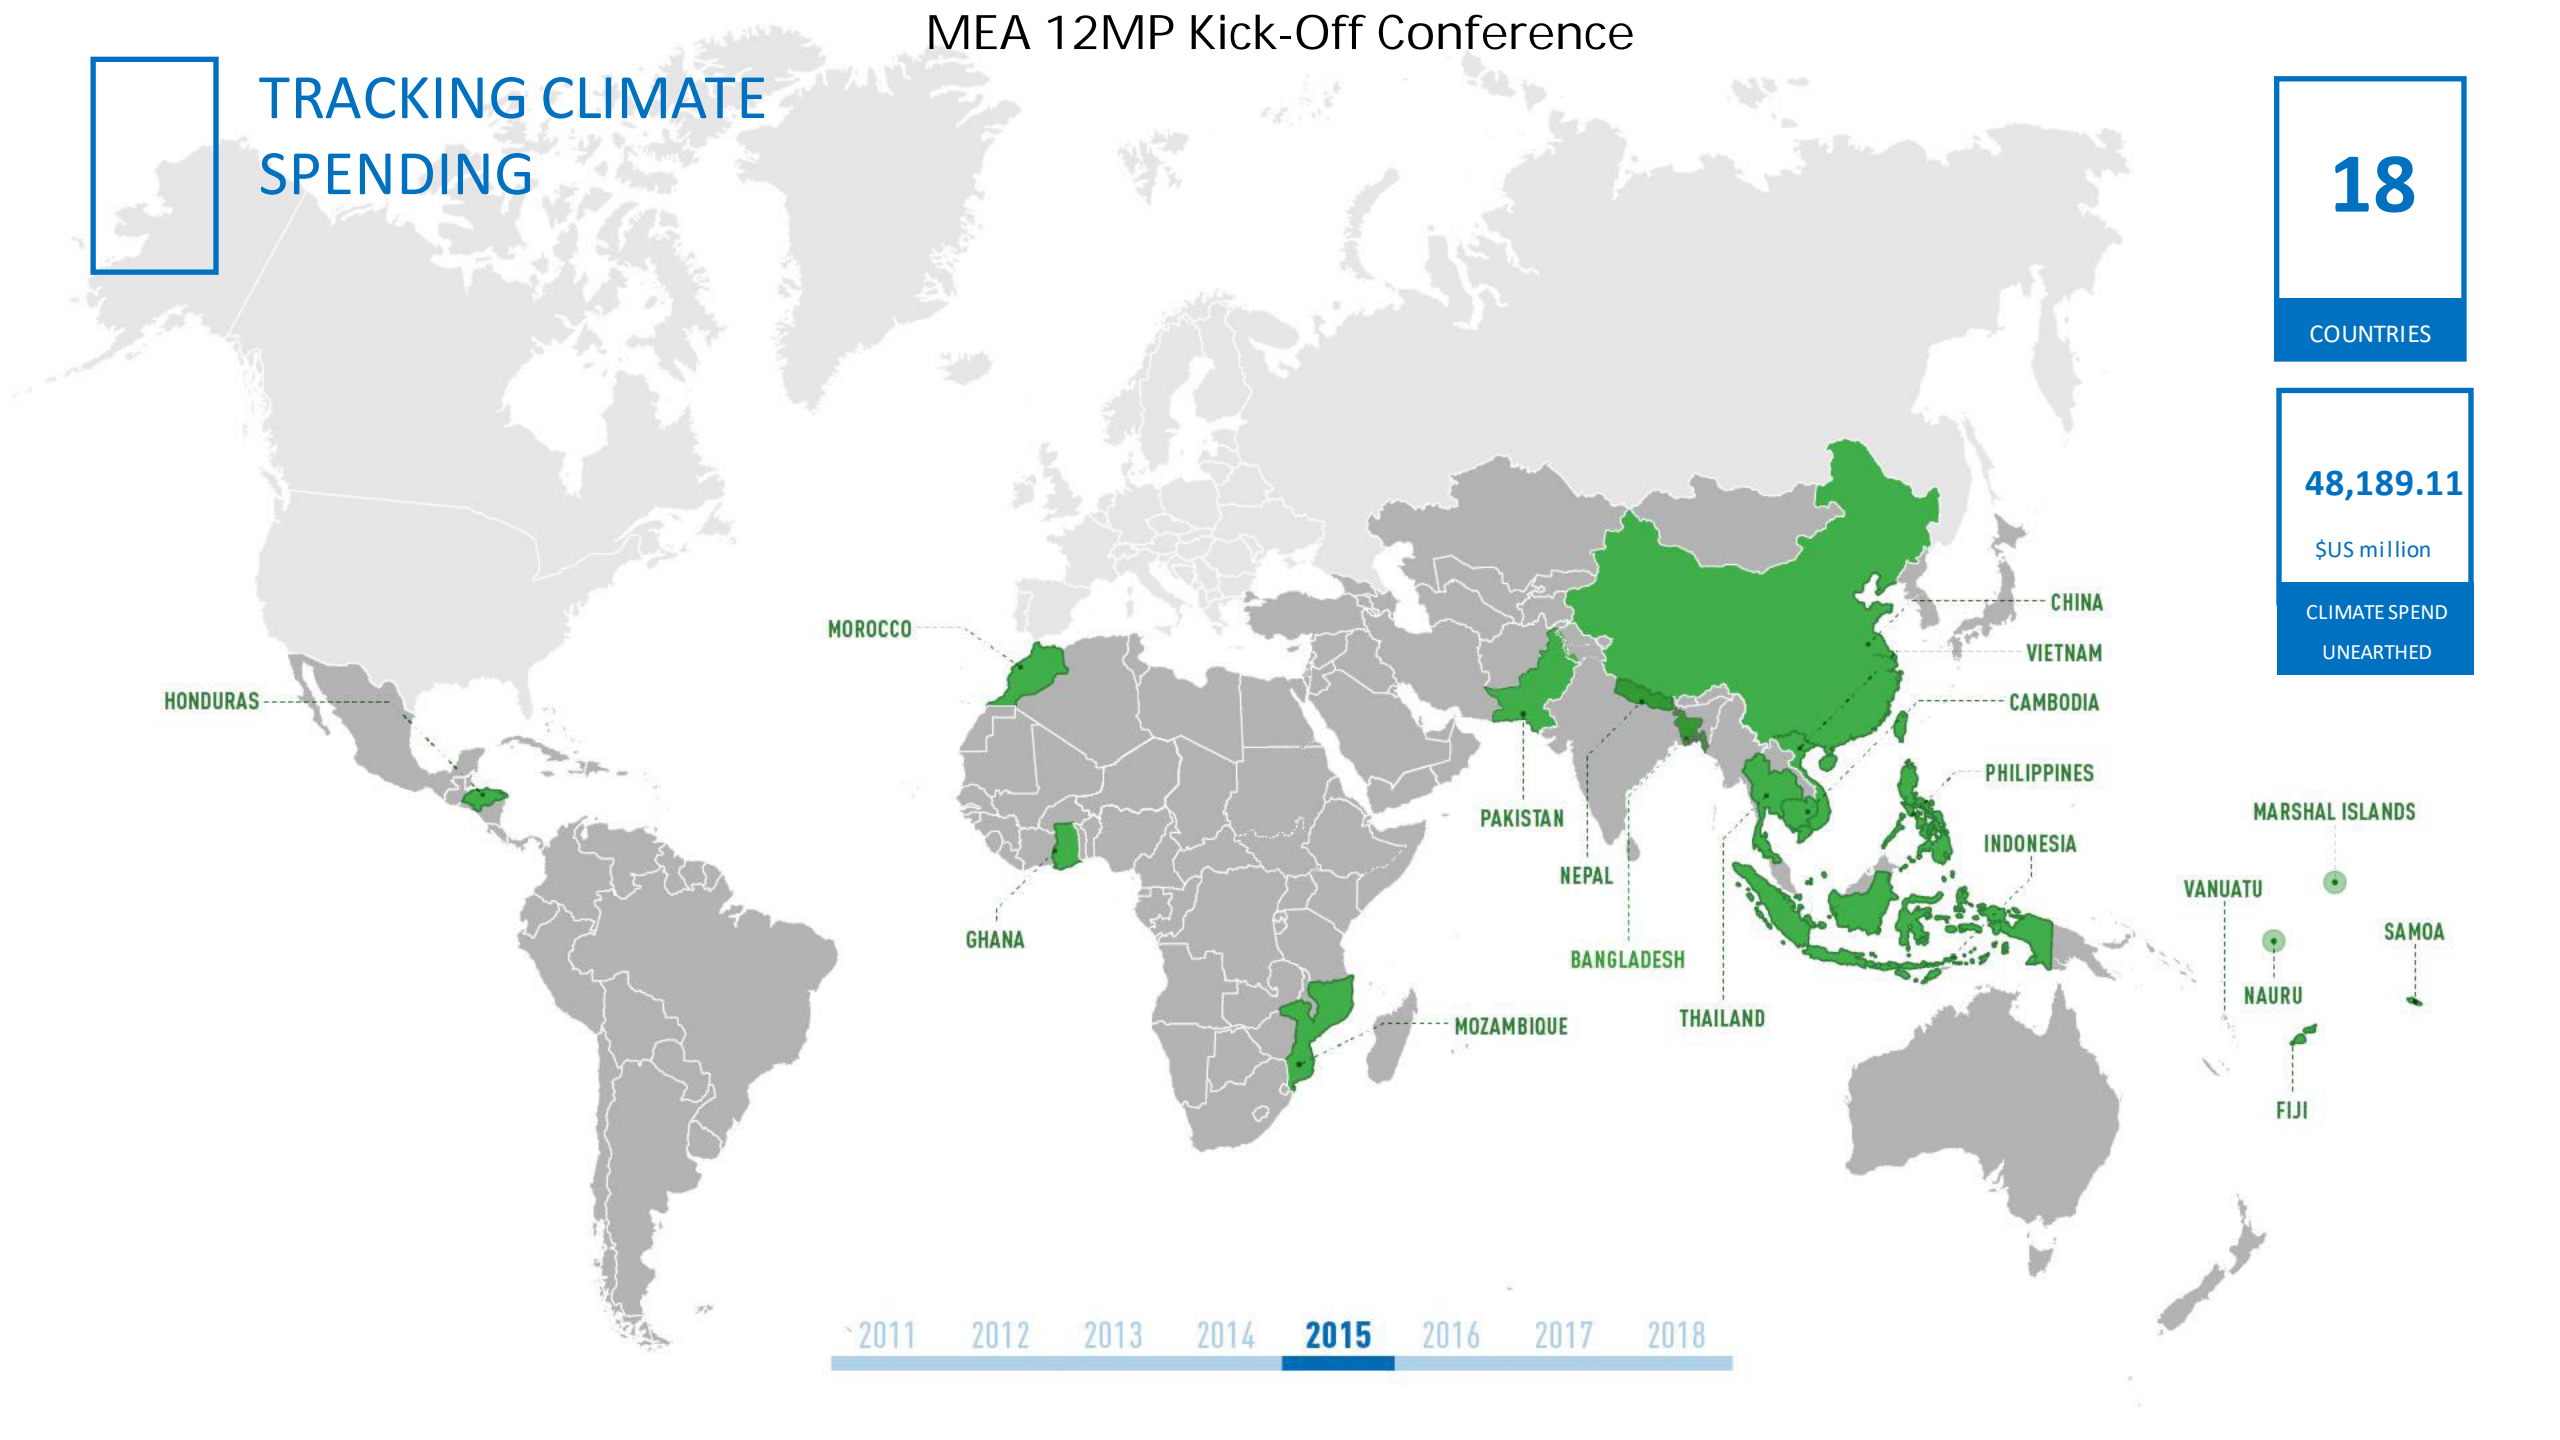 MEA 12MP Kick-Off Conference
TRACKING CLIMATE
SPENDING
18
COUNTRIES
48,189.11
$US million
CLIMATE SPEND
UNEARTHED
CHINA
MOROCCO
VIETNAM
HONDURAS
CAMBODIA
PHILIPPINES
MARSHAL ISLANDS
PAKISTAN
INDONESIA
NEPAL
VANUATU
GHANA
SAMOA
BANGLADESH
NAURU
THAILAND
MOZAMBIQUE
FIJI
2011 2012 2013 2014 2015 2016 2017 2018